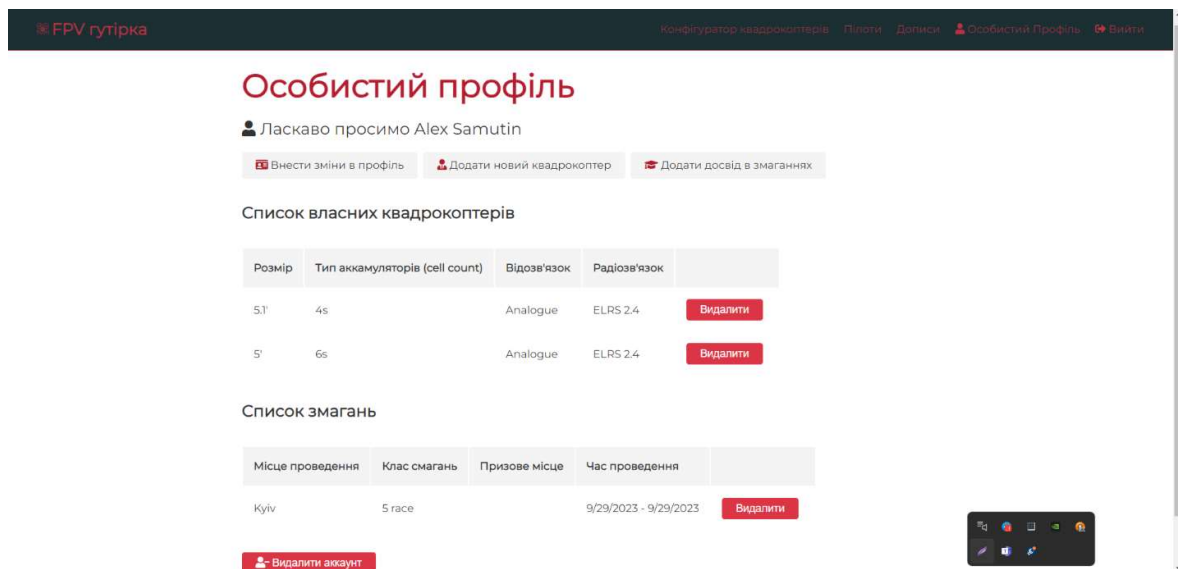 FPV гутірка
Конфігуратор квадрокоптерів Пілоти Дописи Особистий Профіль Вийти
Особистий профіль
Ласкаво просимо Alex Samutin
Внести зміни в профіль Додати новий квадрокоптер Додати досвід в змаганнях
Список власних квадрокоптерів
Розмір Тип аккамуляторів (cell count) Відозв'язок Радіозв'язок
5.1' 4s Analogue ELRS 2.4 Видалити
5' 6s Analogue ELRS 2.4 Видалити
Список змагань
Місце проведення Клас смагань Призове місце Час проведення
Kyiv 5 race 9/29/2023 - 9/29/2023 Видалити
Видалити аккаунт